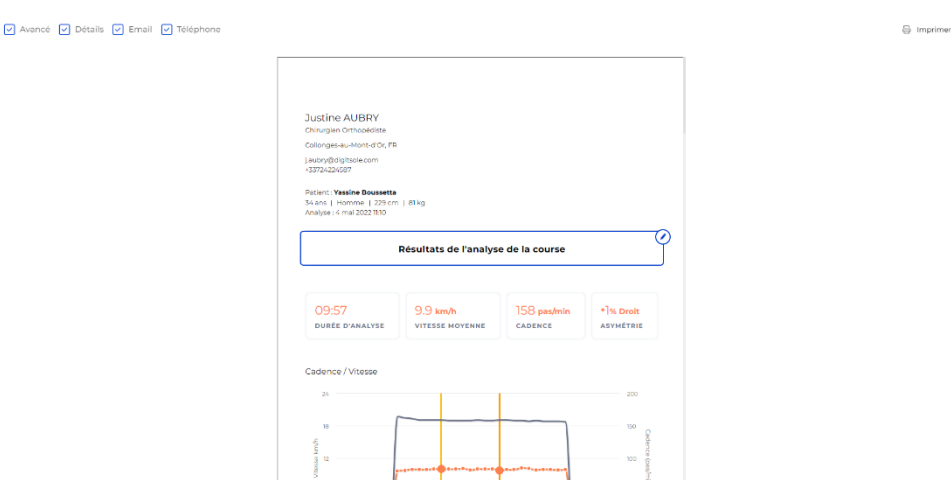 Avancé Détails Email Téléphone
Imprimer
Justine AUBRY
Chirurgien Orthopédiste
Collonges-au-Mont-d'Or, FR
j.aubry@digitsole.com
+33724224587
Patient : Yassine Boussetta
34 ans | Homme | 229 cm | 81 kg
Analyse : 4 mai 2022 11:10
Résultats de l'analyse de la course
09:57
DURÉE D'ANALYSE
9.9 km/h
VITESSE MOYENNE
158 pas/min
CADENCE
*1% Droit
ASYMÉTRIE
Cadence / Vitesse
24
200
18
150
12
100
Vitesse km/h
Cadence (pas/m